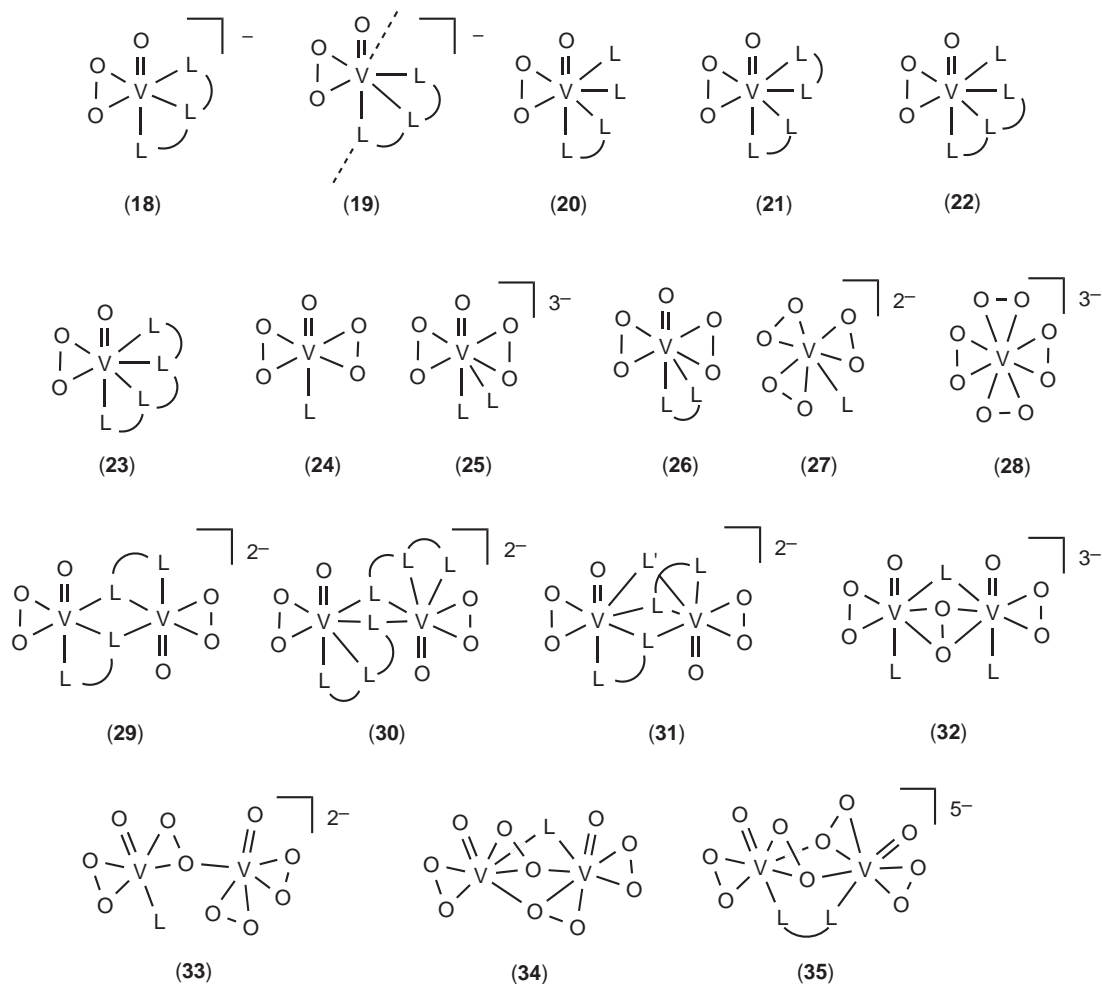 O O O O O
L L L L
O O O O O
V L V L V L V L V L
O O O O O
L L L L L
L L L L L
–
–
(18) (19) (20) (21) (22)
3–
2–
3–
O O O O O O O
L O O O O O O O O O
V L V V V V V
O O O O O O O O O O
L L L L L L L L O O O O
(23) (24) (25) (26) (27) (28)
2–
2–
2–
3–
L L L L' L
O O O O L O
O L O O L O O L O O O O
V V V V V V V V
O L O O L O O L O O O O
L O L L O L O L L
(29) (30) (31) (32)
2–
5–
O O O O O L O O O O O O
O O O O O O O
V O V V O V V V
O O O O O O O O
L O O O O L L
(33) (34) (35)